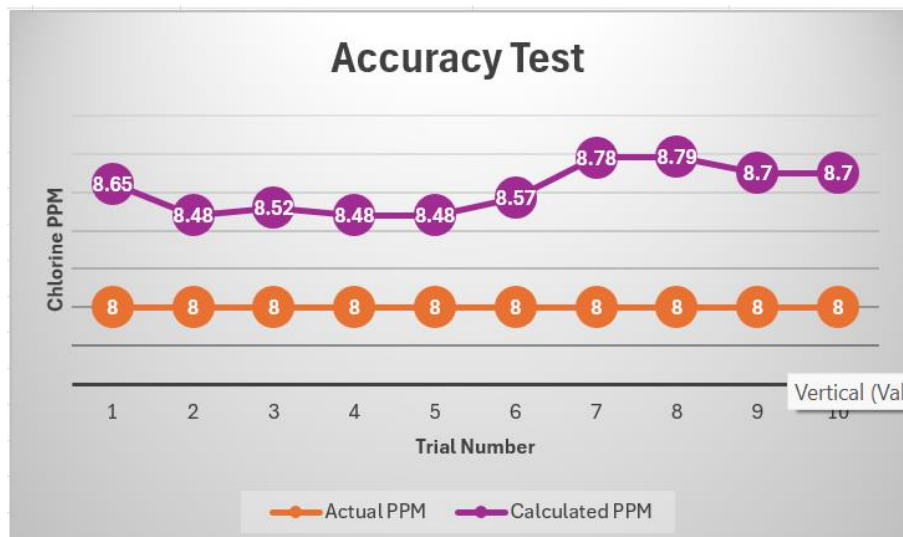 Accuracy Test
Chlorine PPM
8.65 8.48 8.52 8.48 8.48 8.57 8.78 8.79 8.7 8.7
8 8 8 8 8 8 8 8 8 8
Vertical (Val
1 2 3 4 5 6 7 8 9 10
Trial Number
Actual PPM Calculated PPM